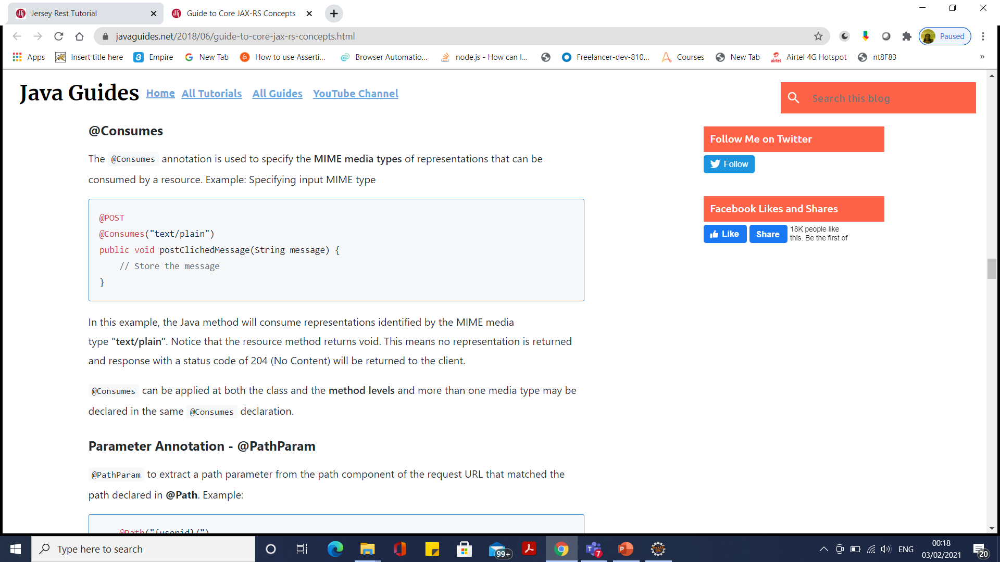 Jersey Rest Tutorial
Guide to Core JAX-RS Concepts
javaguides.net/2018/06/guide-to-core-jax-rs-concepts.html
Paused
Apps
Insert title here
Empire
New Tab
How to use Asserti...
Browser Automatio...
node.js - How can I...
Freelancer-dev-810...
Courses
New Tab
Airtel 4G Hotspot
nt8F83
»
Java Guides
Home
All Tutorials
All Guides
YouTube Channel
Search this blog
@Consumes
The @Consumes annotation is used to specify the MIME media types of representations that can be
consumed by a resource. Example: Specifying input MIME type
@POST
@Consumes("text/plain")
public void postClichedMessage(String message) {
    // Store the message
}
In this example, the Java method will consume representations identified by the MIME media
type "text/plain". Notice that the resource method returns void. This means no representation is returned
and response with a status code of 204 (No Content) will be returned to the client.
@Consumes can be applied at both the class and the method levels and more than one media type may be
declared in the same @Consumes declaration.
Parameter Annotation - @PathParam
@PathParam to extract a path parameter from the path component of the request URL that matched the
path declared in @Path. Example:
@Path("{userid}/")
Follow Me on Twitter
Follow
Facebook Likes and Shares
Like
Share
18K people like
this. Be the first of
Type here to search
99+
7
ENG
00:18
03/02/2021
20